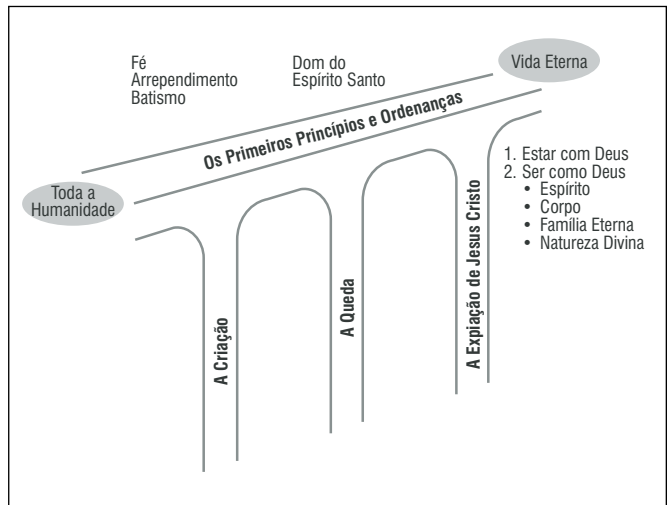 Fé
Arrependimento
Batismo
Dom do
Espírito Santo
Vida Eterna
Os Primeiros Princípios e Ordenanças
Toda a
Humanidade
1. Estar com Deus
2. Ser como Deus
• Espírito
• Corpo
• Família Eterna
• Natureza Divina
A Criação
A Queda
A Expiação de Jesus Cristo